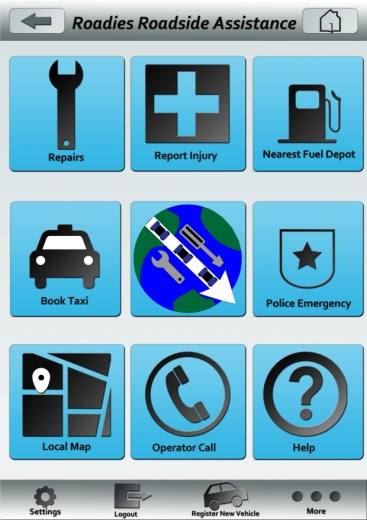 Roadies Roadside Assistance
Repairs
Report Injury
Nearest Fuel Depot
Book Taxi
Police Emergency
Local Map
Operator Call
Help
Settings
Logout
Register New Vehicle
More